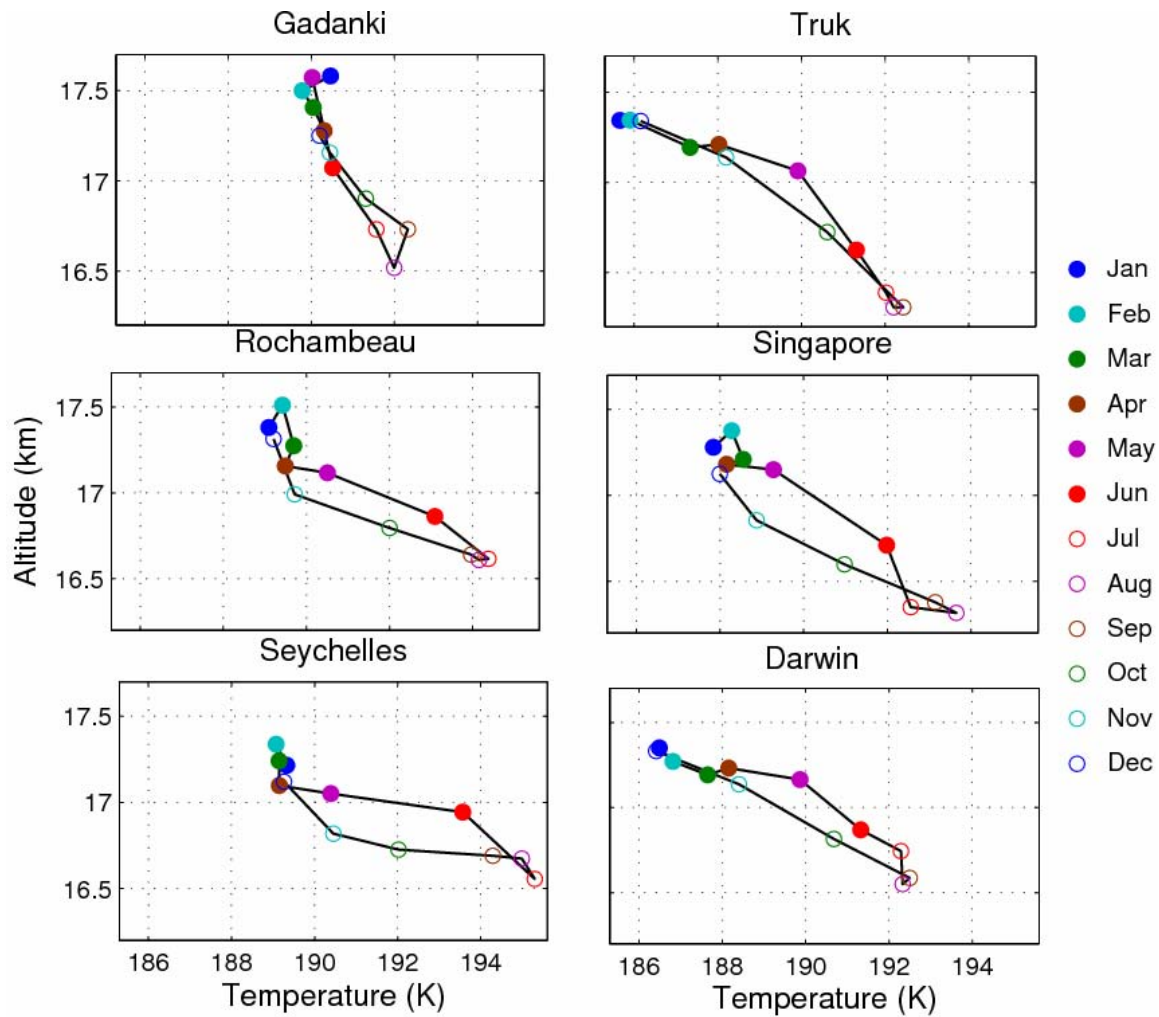 Gadanki
Truk
17.5
17
16.5
Rochambeau
Singapore
17.5
17
16.5
Altitude (km)
Seychelles
Darwin
17.5
17
16.5
186 188 190 192 194
186 188 190 192 194
Temperature (K)
Temperature (K)
Jan
Feb
Mar
Apr
May
Jun
Jul
Aug
Sep
Oct
Nov
Dec